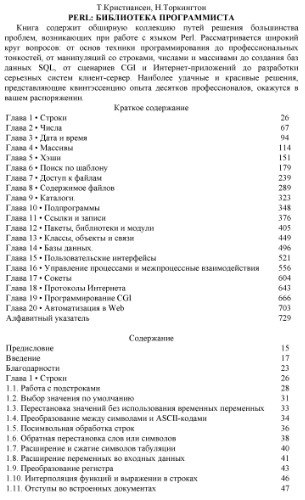 Т.Кристиансен, Н.Торкингтон
PERL: БИБЛИОТЕКА ПРОГРАММИСТА
Книга содержит обширную коллекцию путей решения большинства
проблем, возникающих при работе с языком Perl. Рассматривается широкий
круг вопросов: от основ техники программирования до профессиональных
тонкостей, от манипуляций со строками, числами и массивами до создания баз
данных SQL, от сценариев CGI и Интернет-приложений до разработки
серьезных систем клиент-сервер. Наиболее удачные и красивые решения,
представляющие квинтэссенцию опыта десятков профессионалов, окажутся в
вашем распоряжении.
Краткое содержание
Глава 1 • Строки 26
Глава 2 • Числа 67
Глава 3 • Дата и время 94
Глава 4 • Массивы 114
Глава 5 • Хэши 151
Глава 6 • Поиск по шаблону 179
Глава 7 • Доступ к файлам 239
Глава 8 • Содержимое файлов 289
Глава 9 • Каталоги 323
Глава 10 • Подпрограммы 348
Глава 11 • Ссылки и записи 376
Глава 12 • Пакеты, библиотеки и модули 405
Глава 13 • Классы, объекты и связи 449
Глава 14 • Базы данных 496
Глава 15 • Пользовательские интерфейсы 521
Глава 16 • Управление процессами и межпроцессные взаимодействия 556
Глава 17 • Сокеты 604
Глава 18 • Протоколы Интернета 643
Глава 19 • Программирование CGI 666
Глава 20 • Автоматизация в Web 703
Алфавитный указатель 729
Содержание
Предисловие 15
Введение 17
Благодарности 23
Глава 1 • Строки 26
1.1. Работа с подстроками 28
1.2. Выбор значения по умолчанию 31
1.3. Перестановка значений без использования временных переменных 33
1.4. Преобразование между символами и ASCII-кодами 34
1.5. Посимвольная обработка строк 36
1.6. Обратная перестановка слов или символов 38
1.7. Расширение и сжатие символов табуляции 40
1.8. Расширение переменных во входных данных 41
1.9. Преобразование регистра 43
1.10. Интерполяция функций и выражений в строках 46
1.11. Отступы во встроенных документах 47